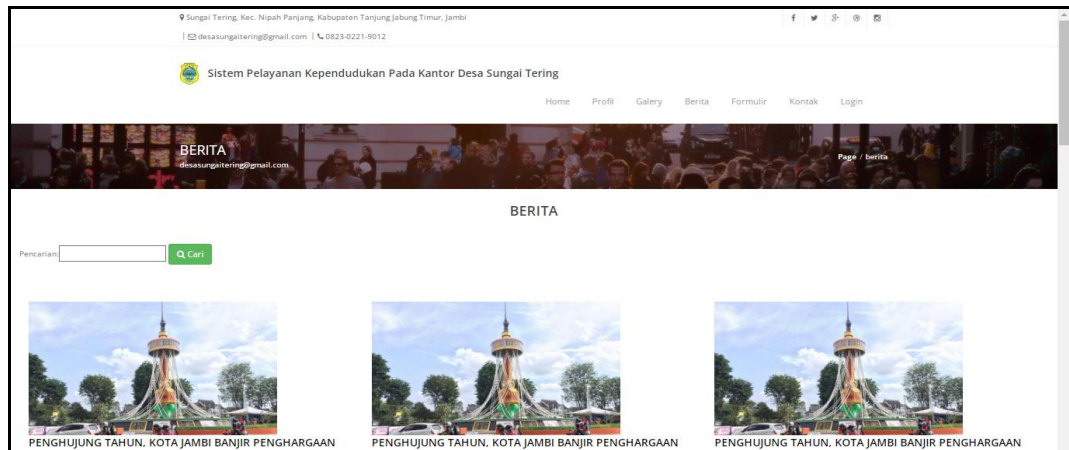 Sungai Tering, Kec. Nipah Panjang, Kabupaten Tanjung Jabung Timur, Jambi
| desasungaitering@gmail.com | 0823-0221-9012
Sistem Pelayanan Kependudukan Pada Kantor Desa Sungai Tering
Home Profil Galery Berita Formulir Kontak Login
BERITA
desasungaitering@gmail.com
Page / berita
BERITA
Pencarian: Cari
PENGHUJUNG TAHUN, KOTA JAMBI BANJIR PENGHARGAAN PENGHUJUNG TAHUN, KOTA JAMBI BANJIR PENGHARGAAN PENGHUJUNG TAHUN, KOTA JAMBI BANJIR PENGHARGAAN